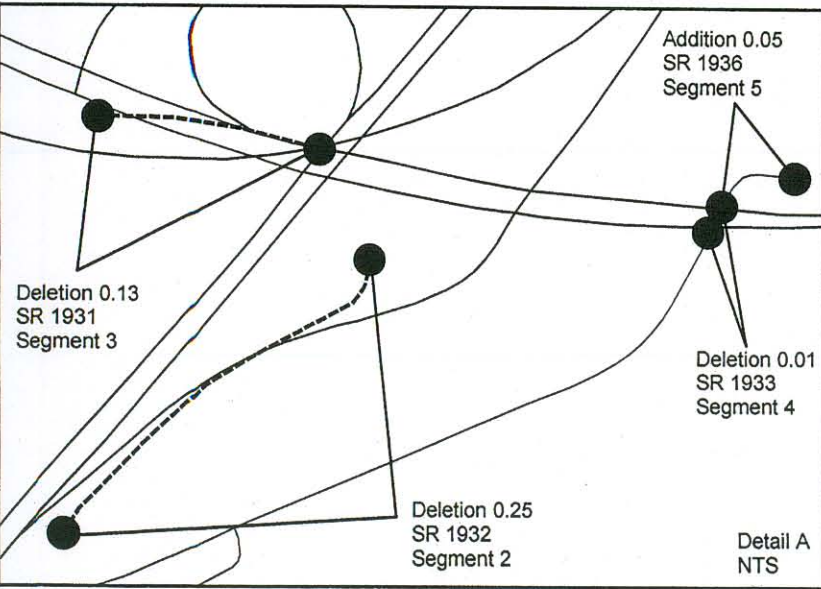 Addition 0.05
SR 1936
Segment 5
Deletion 0.13
SR 1931
Segment 3
Deletion 0.01
SR 1933
Segment 4
Deletion 0.25
SR 1932
Segment 2
Detail A
NTS